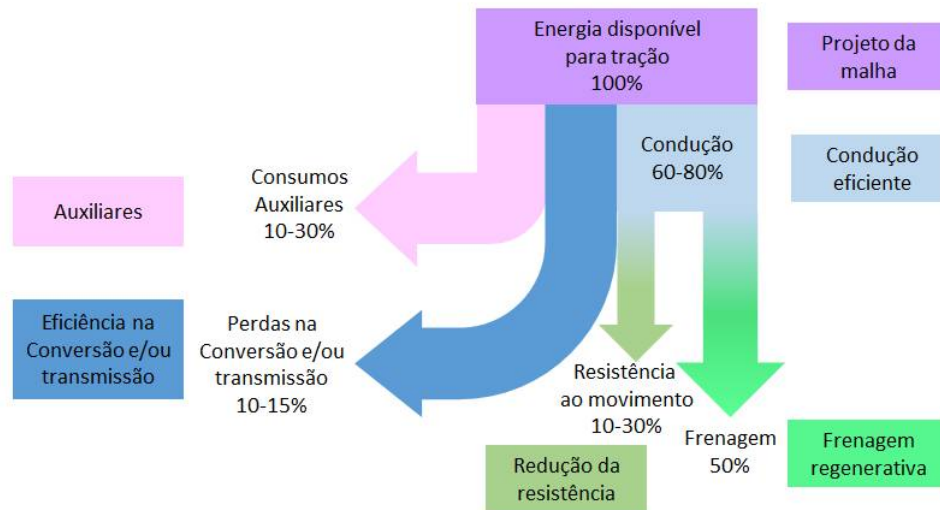 Energia disponível
para tração
100%
Projeto da
malha
Condução
60-80%
Condução
eficiente
Auxiliares
Consumos
Auxiliares
10-30%
Eficiência na
Conversão e/ou
transmissão
Perdas na
Conversão e/ou
transmissão
10-15%
Resistência
ao movimento
10-30%
Frenagem
50%
Redução da
resistência
Frenagem
regenerativa